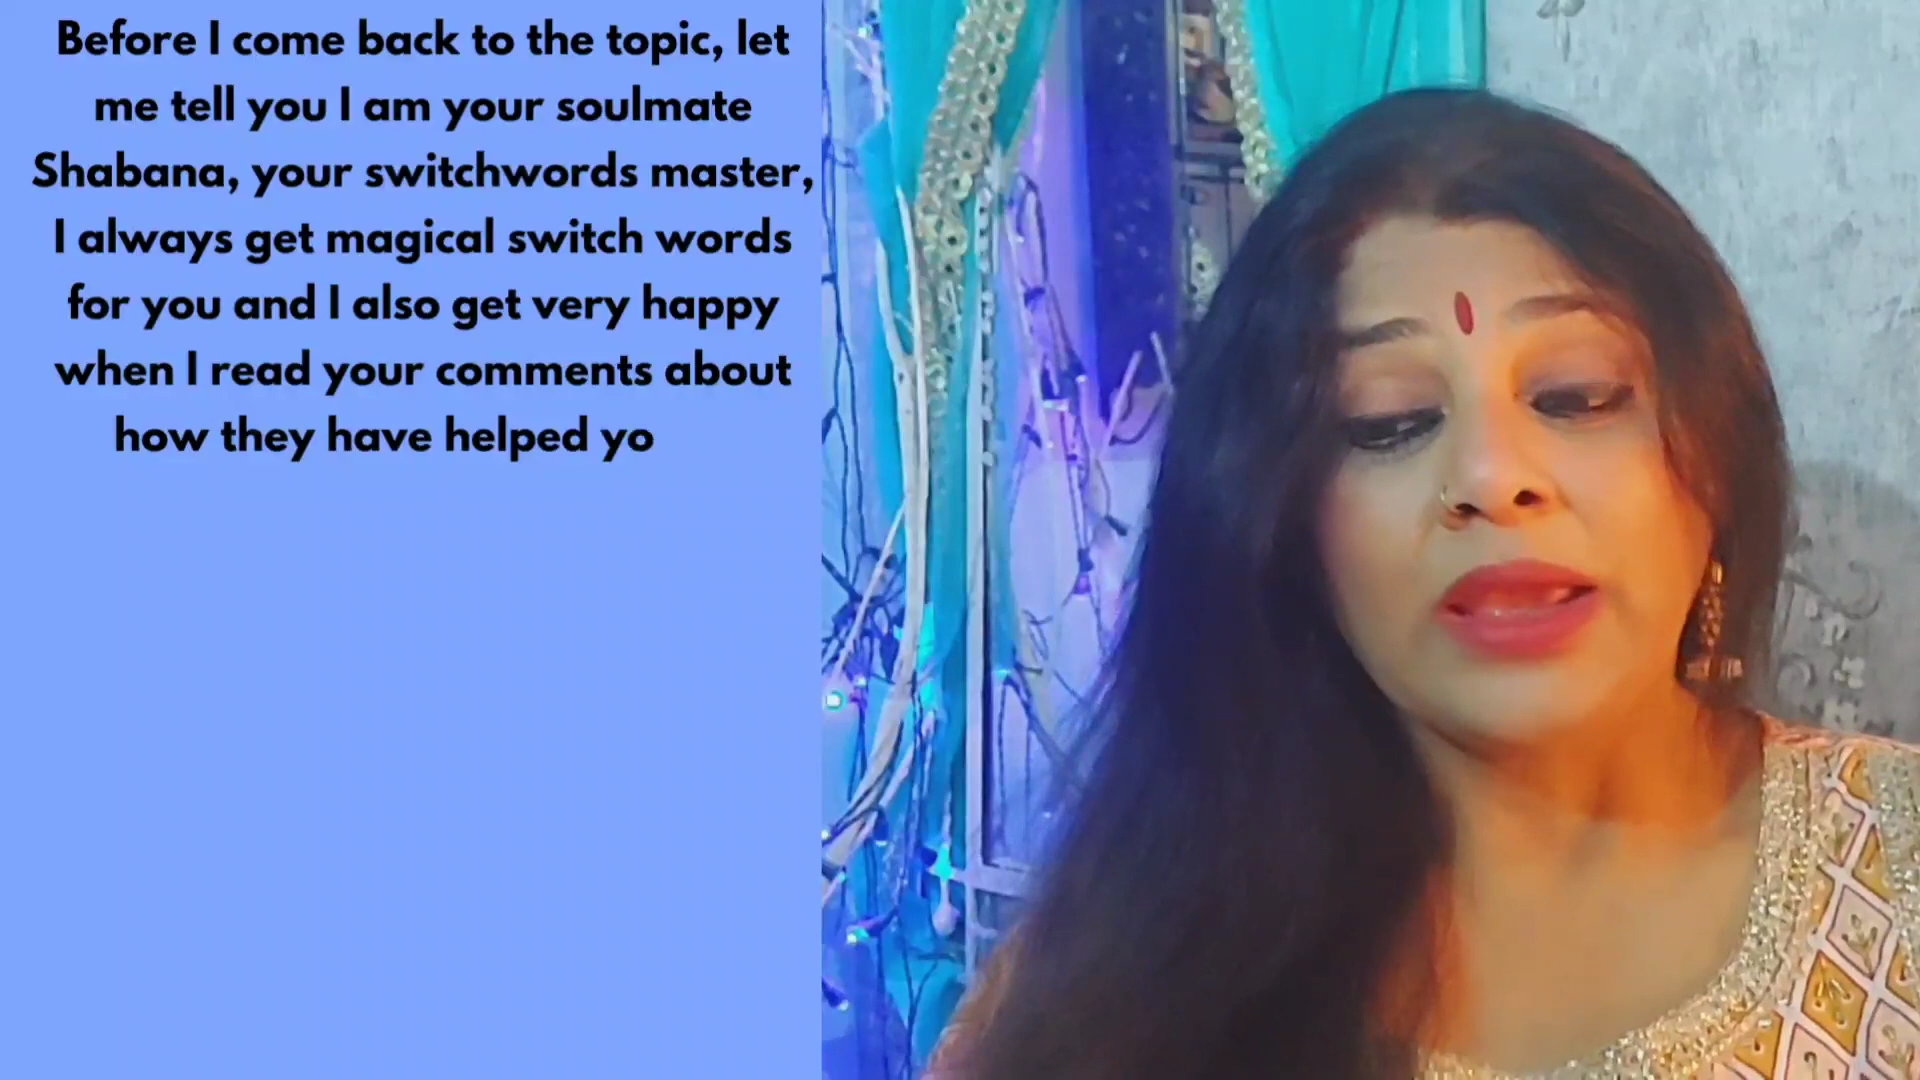 Before I come back to the topic, let
me tell you I am your soulmate
Shabana, your switchwords master,
I always get magical switch words
for you and I also get very happy
when I read your comments about
how they have helped yo